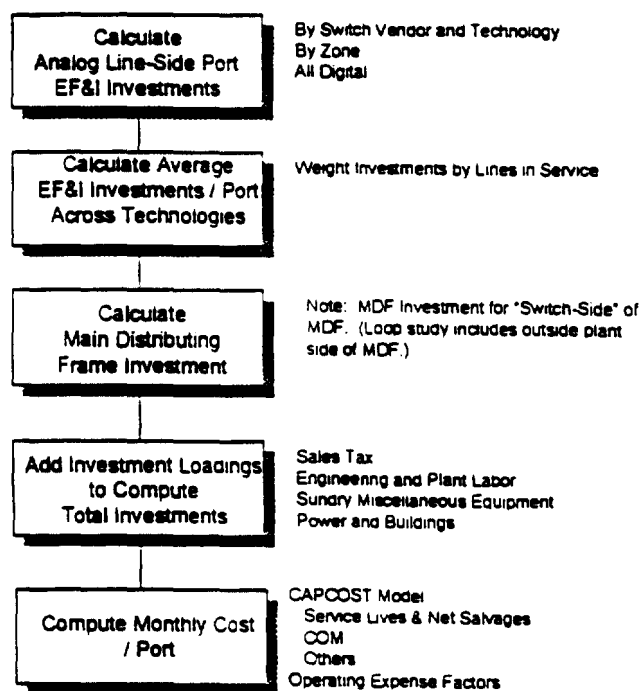 Calculate
Analog Line-Side Port
EF&I Investments
By Switch Vendor and Technology
By Zone
All Digital
Calculate Average
EF&I Investments / Port
Across Technologies
Weight Investments by Lines in Service
Calculate
Main Distributing
Frame Investment
Note: MDF Investment for "Switch-Side" of
MDF. (Loop study includes outside plant
side of MDF.)
Add Investment Loadings
to Compute
Total Investments
Sales Tax
Engineering and Plant Labor
Sundry Miscellaneous Equipment
Power and Buildings
Compute Monthly Cost
/ Port
CAPCOST Model
Service Lives & Net Salvages
COM
Others
Operating Expense Factors